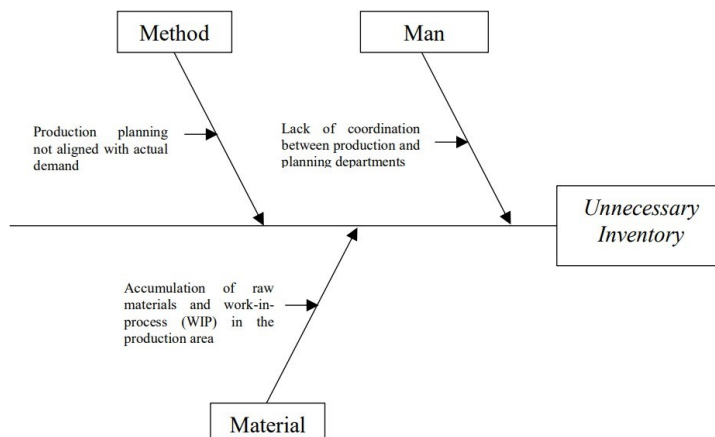 Method
Man
Production planning
not aligned with actual
demand
Lack of coordination
between production and
planning departments
Unnecessary
Inventory
Accumulation of raw
materials and work-in-
process (WIP) in the
production area
Material